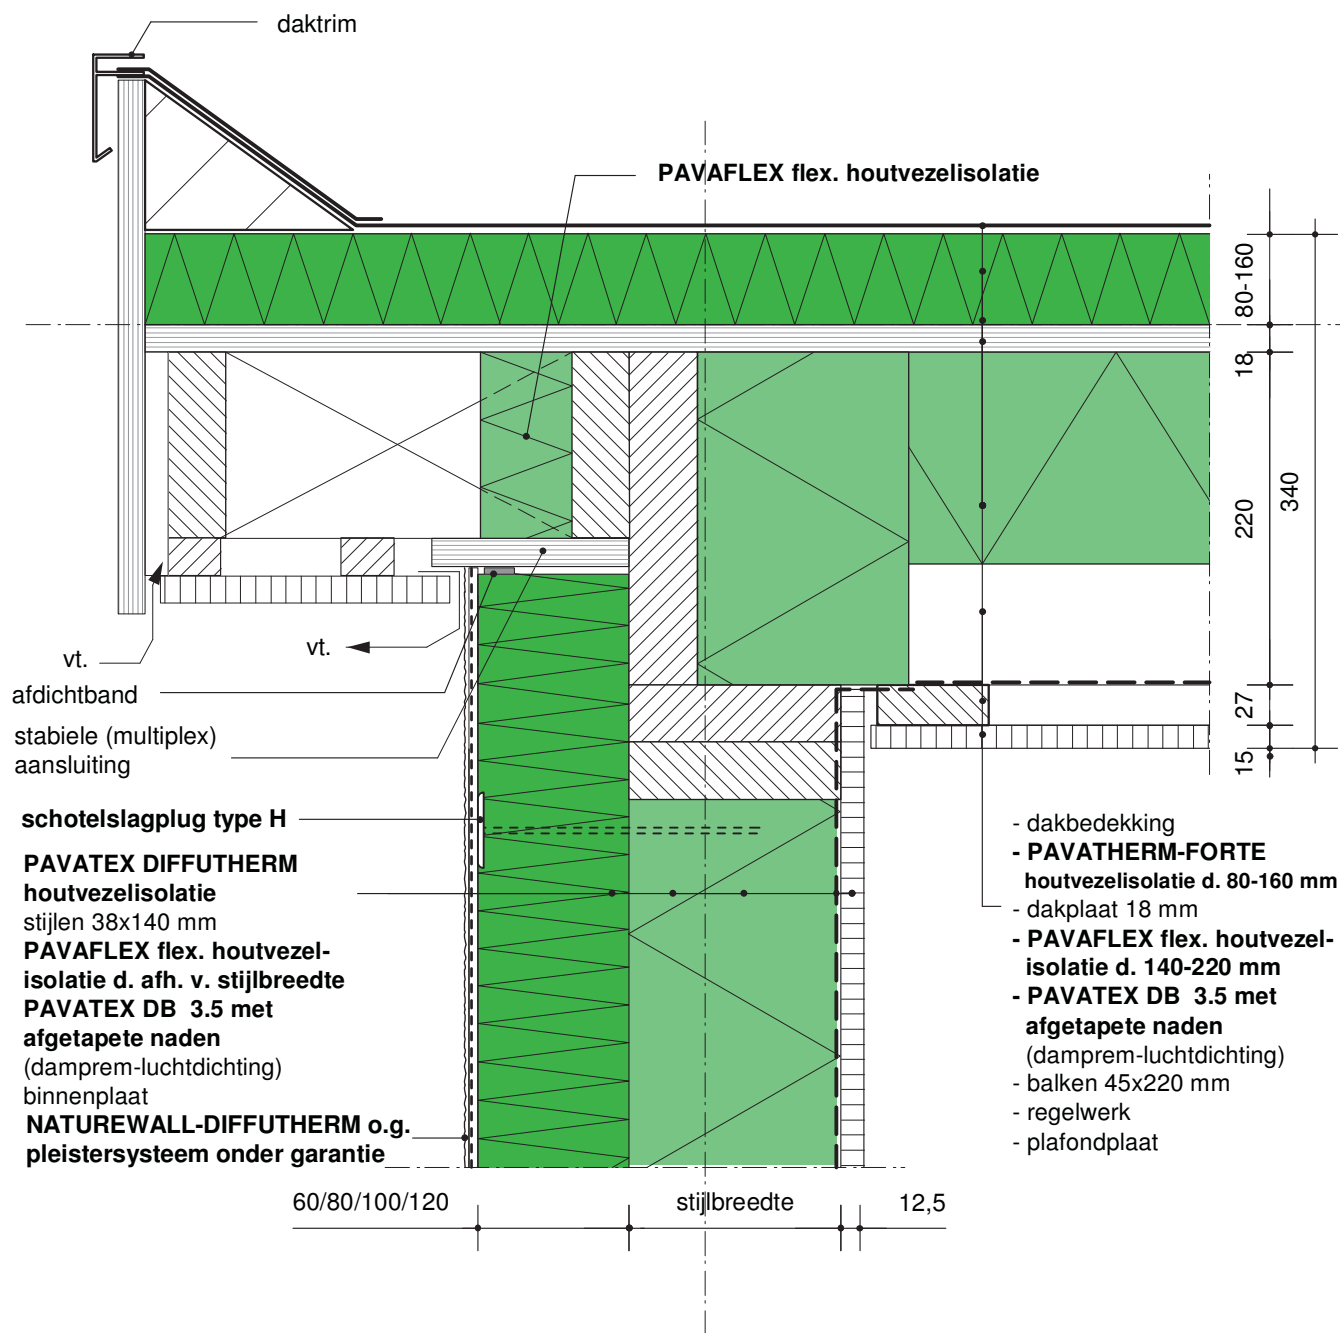 daktrim
PAVAFLEX flex. houtvezelisolatie
80-160
18
220
340
27
15
vt.
vt.
afdichtband
stabiele (multiplex)
aansluiting
schotelslagplug type H
PAVATEX DIFFUTHERM
houtvezelisolatie
stijlen 38x140 mm
PAVAFLEX flex. houtvezel-
isolatie d. afh. v. stijlbreedte
PAVATEX DB 3.5 met
afgetapete naden
(damprem-luchtdichting)
binnenplaat
NATUREWALL-DIFFUTHERM o.g.
pleistersysteem onder garantie
- dakbedekking
- PAVATHERM-FORTE
houtvezelisolatie d. 80-160 mm
- dakplaat 18 mm
- PAVAFLEX flex. houtvezel-
isolatie d. 140-220 mm
- PAVATEX DB 3.5 met
afgetapete naden
(damprem-luchtdichting)
- balken 45x220 mm
- regelwerk
- plafondplaat
60/80/100/120
stijlbreedte
12,5